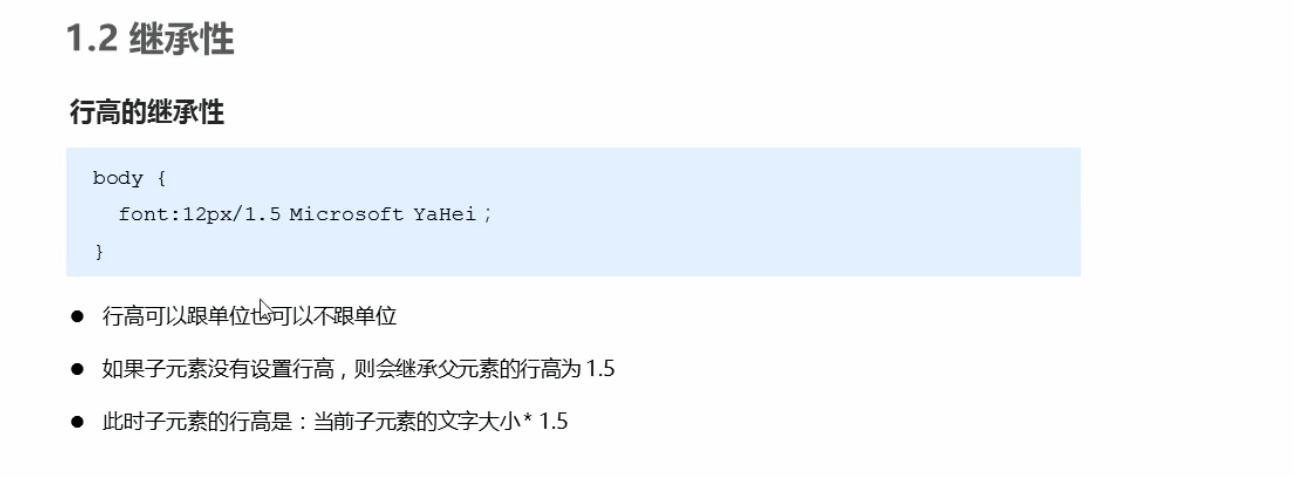 1.2 继承性
行高的继承性
body {
font:12px/1.5 Microsoft YaHei；
}
● 行高可以跟单位也可以不跟单位
● 如果子元素没有设置行高，则会继承父元素的行高为 1.5
● 此时子元素的行高是：当前子元素的文字大小 * 1.5